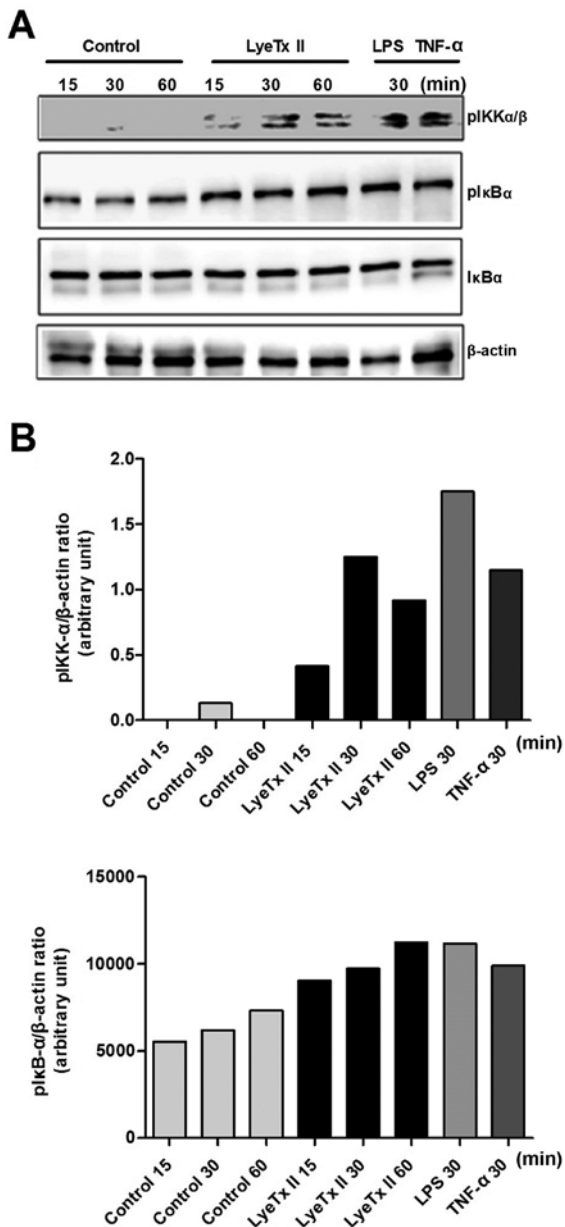 A
Control LyeTx II LPS TNF-α
15 30 60 15 30 60 30 (min)
pIKKα/β
pIκBα
IκBα
β-actin
B
pIKK-α/β-actin ratio
(arbitrary unit)
2.0
1.5
1.0
0.5
0.0
Control 15
Control 30
Control 60
LyeTx II 15
LyeTx II 30
LyeTx II 60
LPS 30
TNF-α 30
(min)
pIκB-α/β-actin ratio
(arbitrary unit)
15000
10000
5000
0
Control 15
Control 30
Control 60
LyeTx II 15
LyeTx II 30
LyeTx II 60
LPS 30
TNF-α 30
(min)